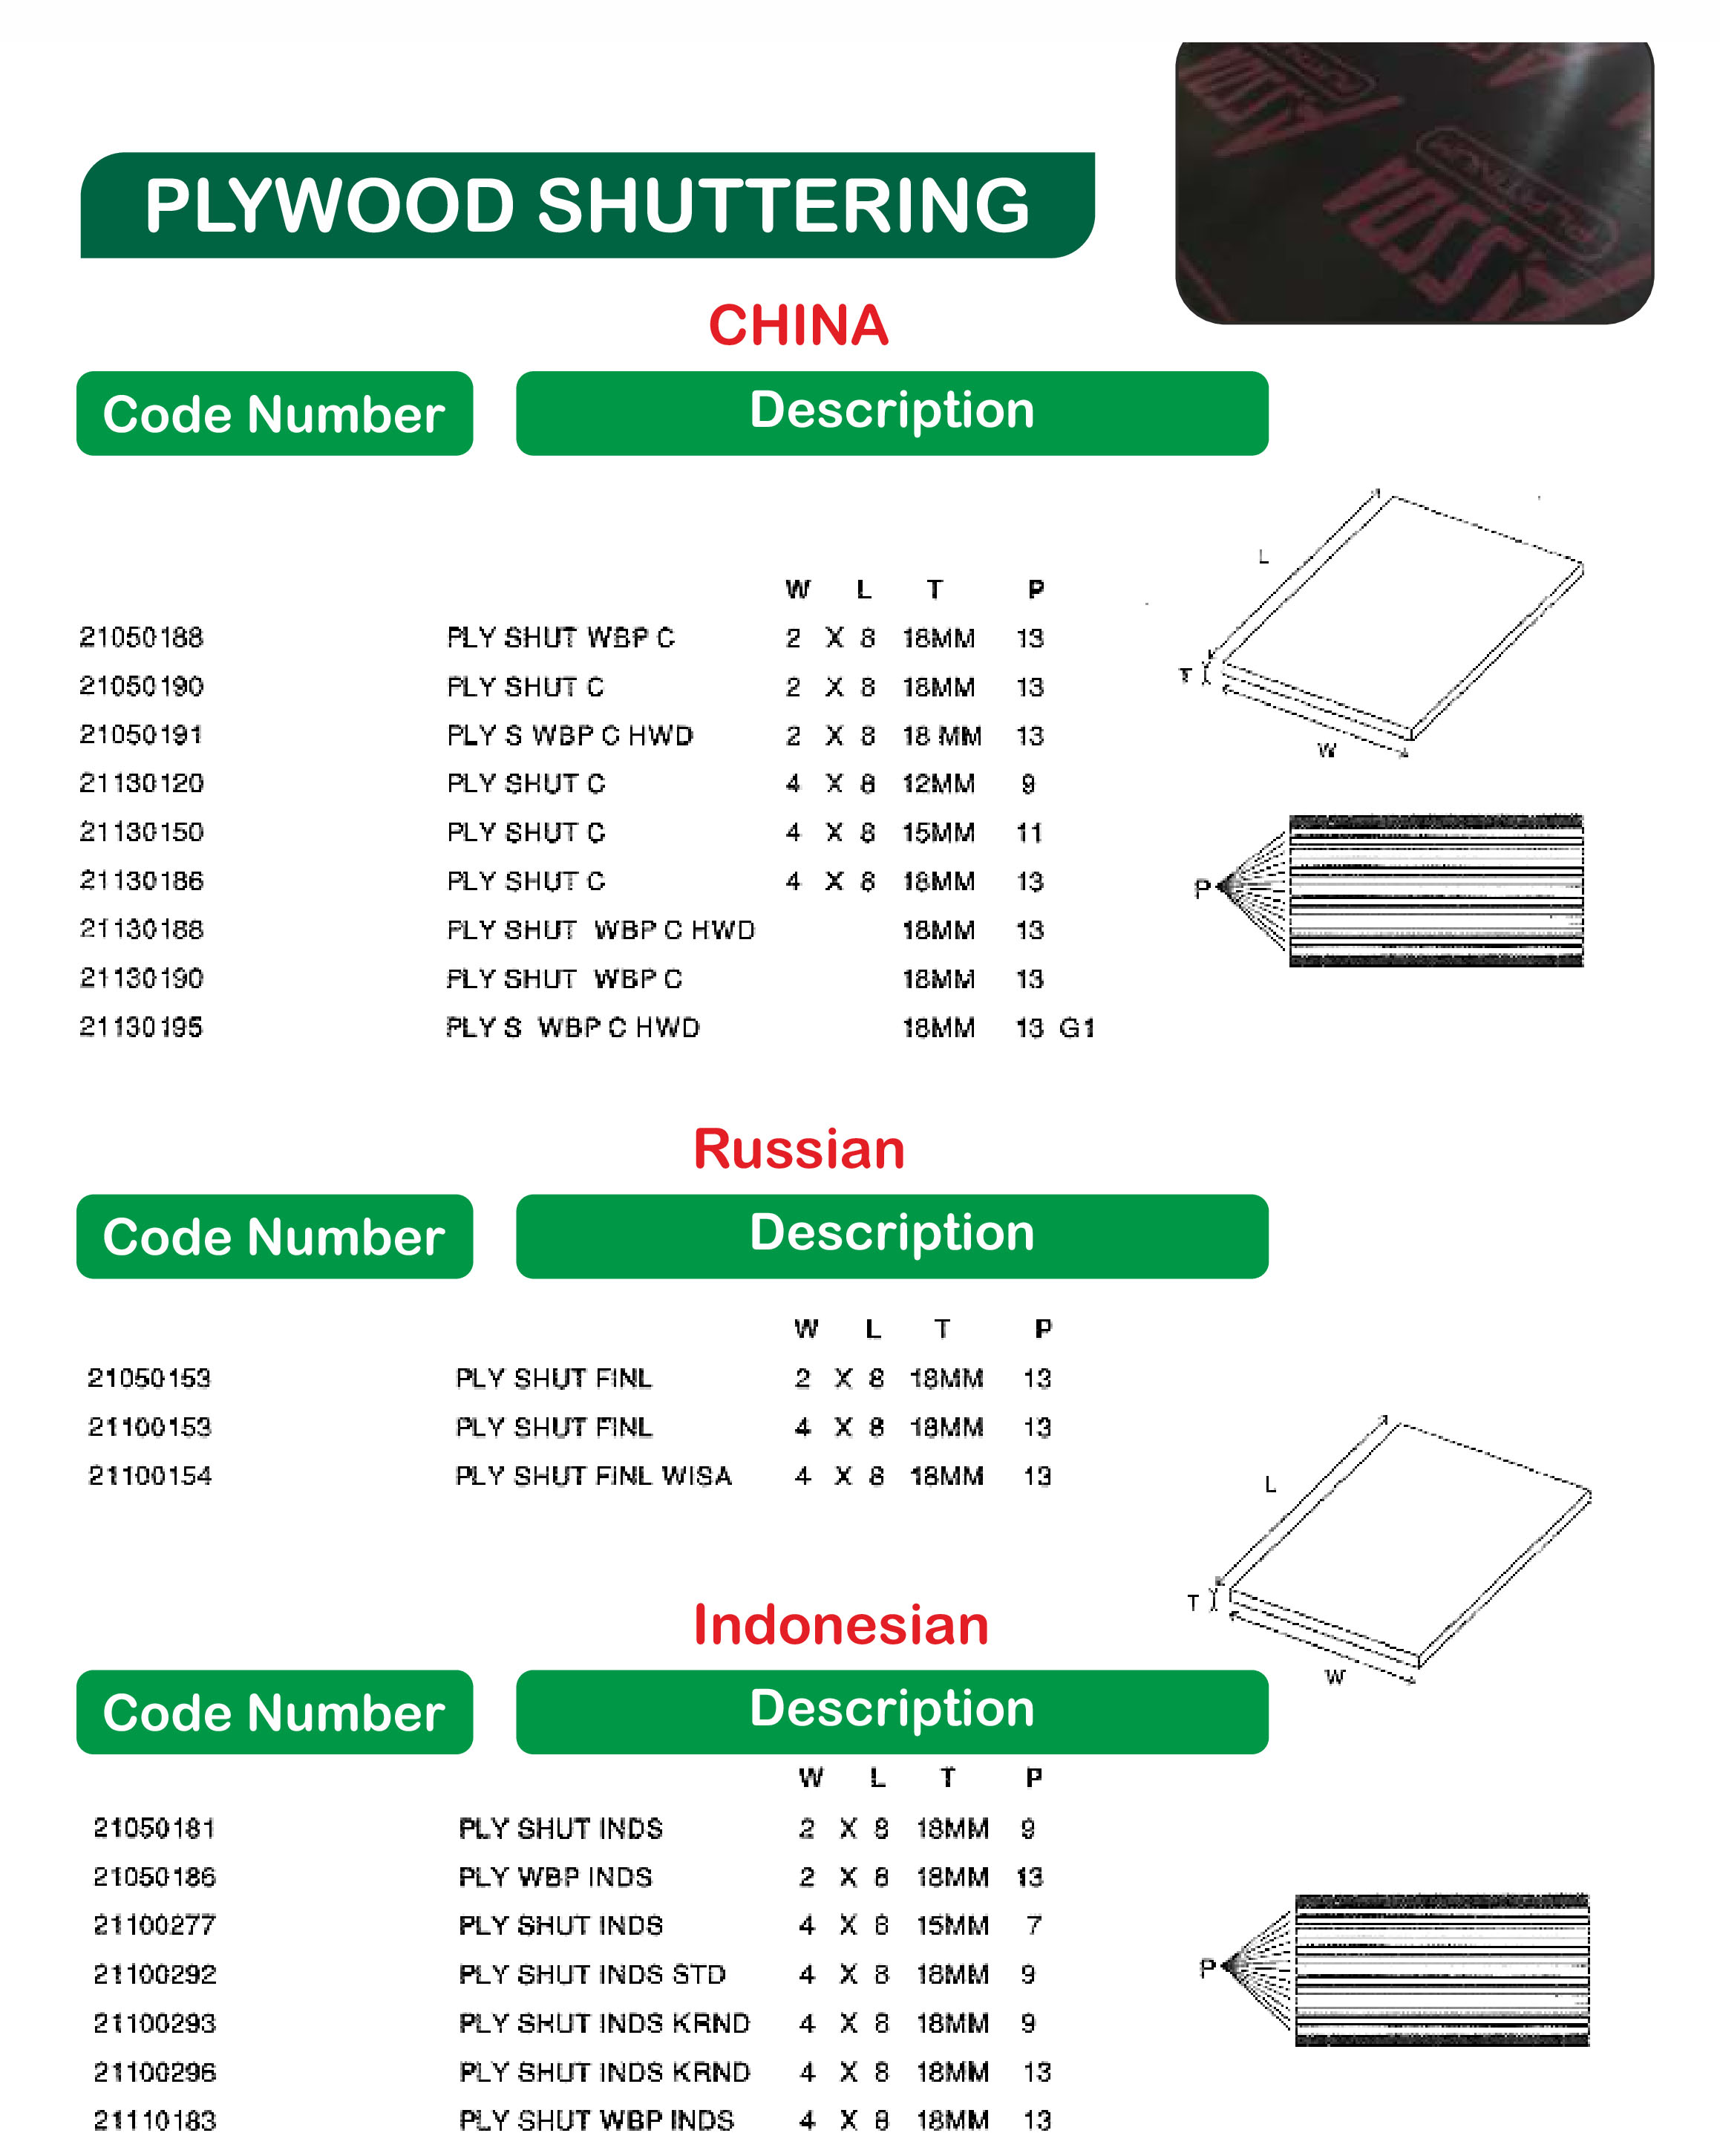 PLYWOOD SHUTTERING
CHINA
Code Number Description
W L T P
21050188 PLY SHUT WBP C 2 X 8 18MM 13
21050190 PLY SHUT C 2 X 8 18MM 13
21050191 PLY S WBP C HWD 2 X 8 18 MM 13
21130120 PLY SHUT C 4 X 8 12MM 9
21130150 PLY SHUT C 4 X 8 15MM 11
21130186 PLY SHUT C 4 X 8 18MM 13
21130188 PLY SHUT WBP C HWD 18MM 13
21130190 PLY SHUT WBP C 18MM 13
21130195 PLY S WBP C HWD 18MM 13 G1
L
T
W
P
Russian
Code Number Description
W L T P
21050153 PLY SHUT FINL 2 X 8 18MM 13
21100153 PLY SHUT FINL 4 X 8 18MM 13
21100154 PLY SHUT FINL WISA 4 X 8 18MM 13
L
T
W
Indonesian
Code Number Description
W L T P
21050181 PLY SHUT INDS 2 X 8 18MM 9
21050186 PLY WBP INDS 2 X 8 18MM 13
21100277 PLY SHUT INDS 4 X 8 15MM 7
21100292 PLY SHUT INDS STD 4 X 8 18MM 9
21100293 PLY SHUT INDS KRND 4 X 8 18MM 9
21100296 PLY SHUT INDS KRND 4 X 8 18MM 13
21110183 PLY SHUT WBP INDS 4 X 8 18MM 13
P